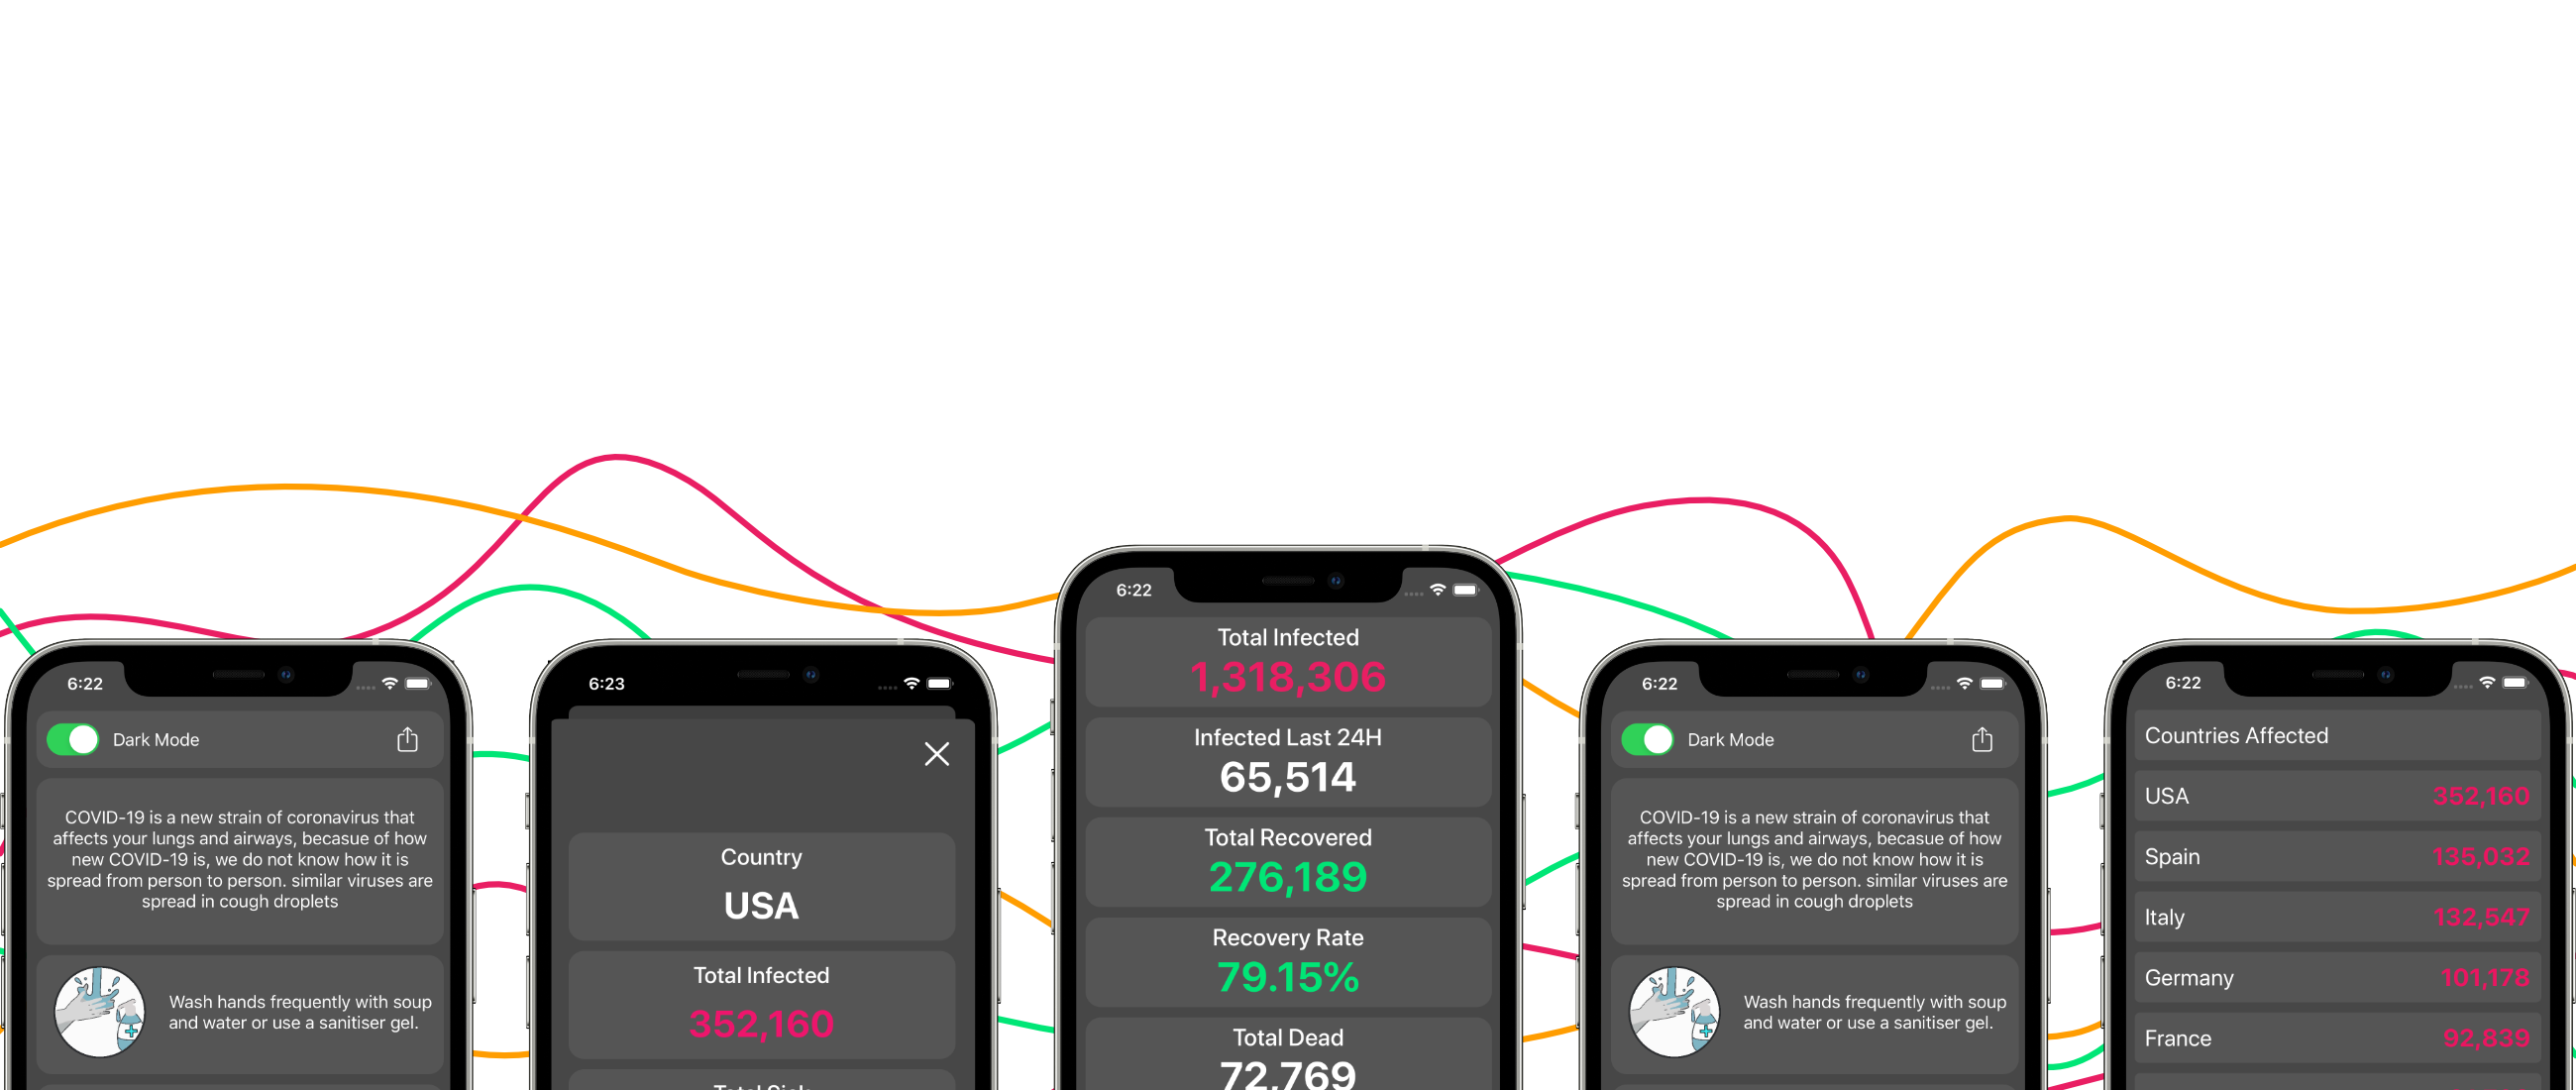 6:22
Dark Mode
COVID-19 is a new strain of coronavirus that
affects your lungs and airways, becasue of how
new COVID-19 is, we do not know how it is
spread from person to person. similar viruses are
spread in cough droplets
Wash hands frequently with soup
and water or use a sanitiser gel.
6:23
Country
USA
Total Infected
352,160
6:22
Total Infected
1,318,306
Infected Last 24H
65,514
Total Recovered
276,189
Recovery Rate
79.15%
Total Dead
72,769
6:22
Dark Mode
COVID-19 is a new strain of coronavirus that
affects your lungs and airways, becasue of how
new COVID-19 is, we do not know how it is
spread from person to person. similar viruses are
spread in cough droplets
Wash hands frequently with soup
and water or use a sanitiser gel.
6:22
Countries Affected
USA 352,160
Spain 135,032
Italy 132,547
Germany 101,178
France 92,839